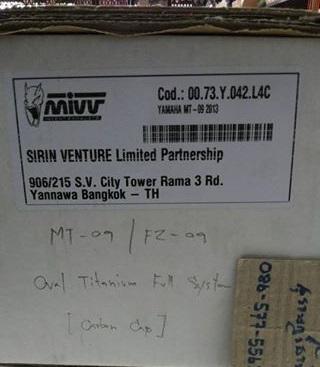 mivv
Cod.: 00.73.Y.042.L4C
YAMAHA MT-09 2013
SIRIN VENTURE Limited Partnership
906/215 S.V. City Tower Rama 3 Rd.
Yannawa Bangkok - TH
MT-09 / FZ-09
Oval Titanium Full System
[Carbon Cap]
096-577-556